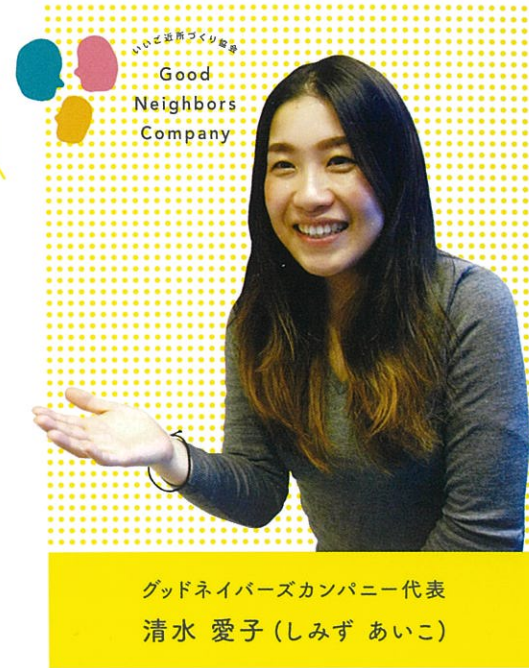 いいご近所づくり協会
Good
Neighbors
Company
グッドネイバーズカンパニー代表
清水 愛子（しみず あいこ）